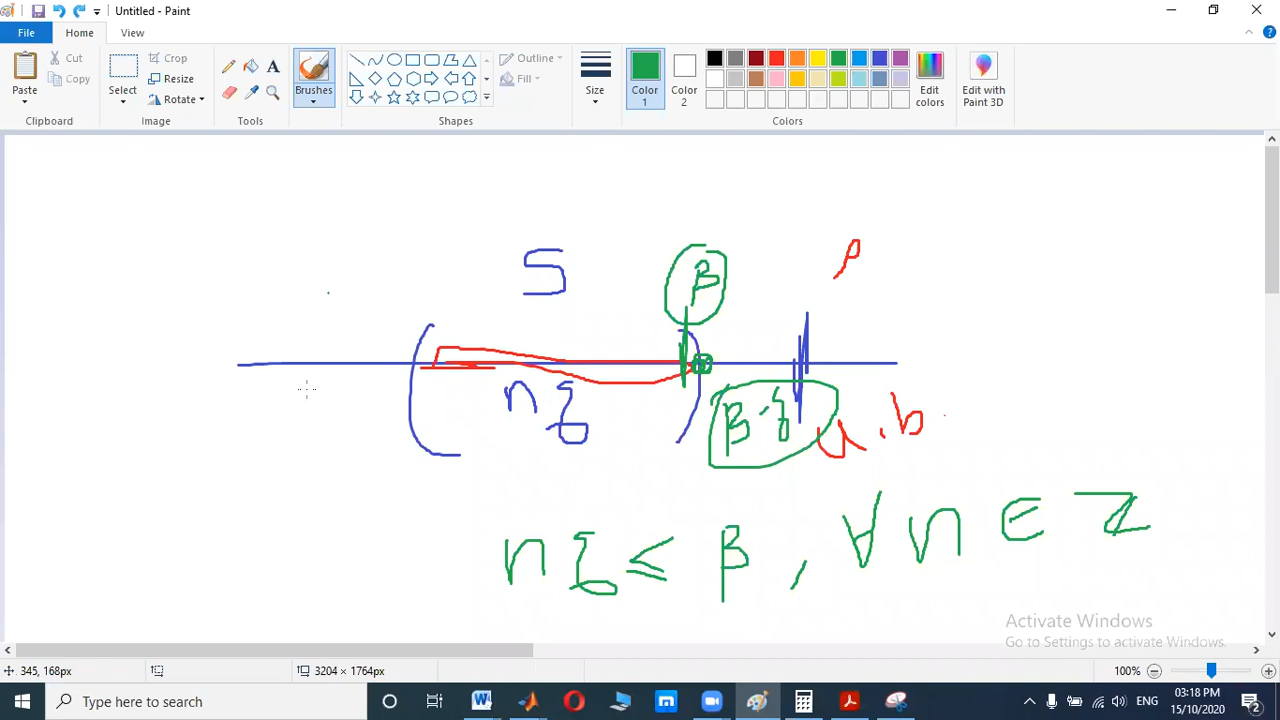 Untitled - Paint
File Home View
Paste
Cut
Copy
Clipboard
Select
Crop
Resize
Rotate
Image
Tools
Brushes
Shapes
Outline
Fill
Size
Color 1
Color 2
Edit colors
Colors
Edit with Paint 3D
S
β
n ξ
β - ξ
a . b
n ξ ≤ β , ∀ n ∈ Z
Activate Windows
Go to Settings to activate Windows.
345, 168px
3204 × 1764px
100%
Type here to search
ENG
03:18 PM
15/10/2020
2